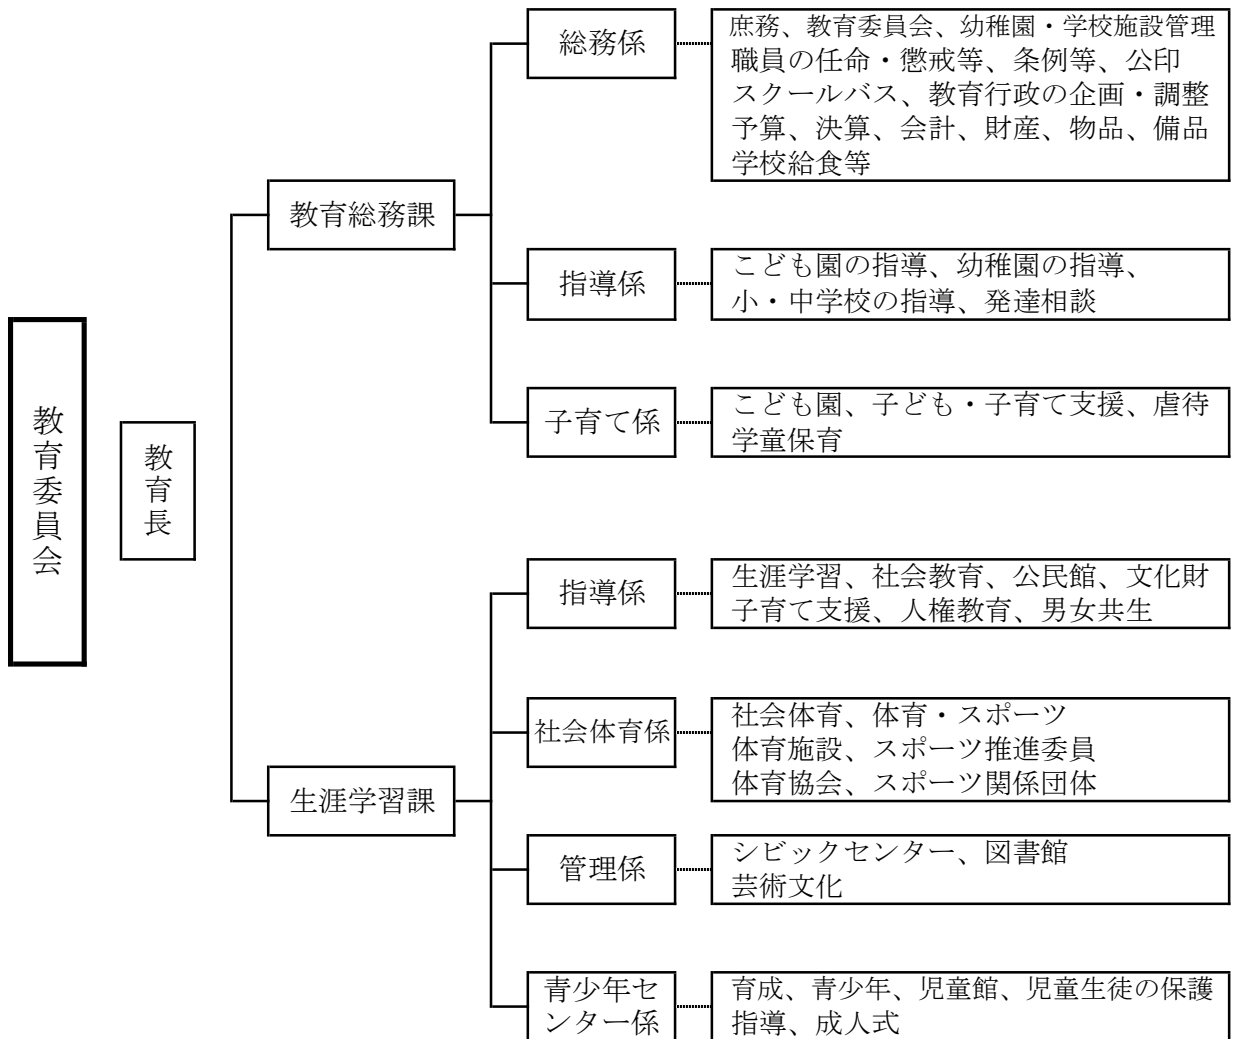 教育委員会
教育長
教育総務課
総務係
庶務、教育委員会、幼稚園・学校施設管理
職員の任命・懲戒等、条例等、公印
スクールバス、教育行政の企画・調整
予算、決算、会計、財産、物品、備品
学校給食等
指導係
こども園の指導、幼稚園の指導、
小・中学校の指導、発達相談
子育て係
こども園、子ども・子育て支援、虐待
学童保育
生涯学習課
指導係
生涯学習、社会教育、公民館、文化財
子育て支援、人権教育、男女共生
社会体育係
社会体育、体育・スポーツ
体育施設、スポーツ推進委員
体育協会、スポーツ関係団体
管理係
シビックセンター、図書館
芸術文化
青少年セ
ンター係
育成、青少年、児童館、児童生徒の保護
指導、成人式